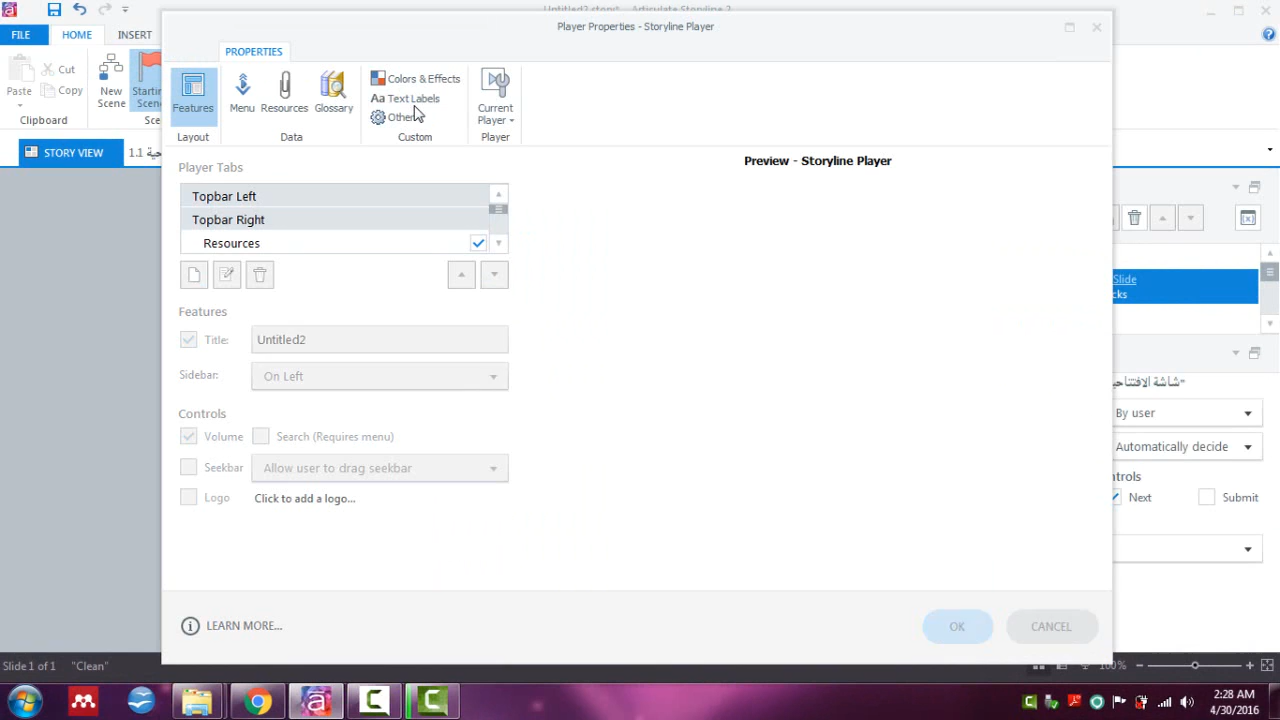 Untitled2.story* - Articulate Storyline 2
Player Properties - Storyline Player
FILE
HOME
INSERT
PROPERTIES
Paste
Cut
Copy
New
Scene
Clipboard
Features
Layout
Menu
Resources
Glossary
Data
Colors & Effects
Aa Text Labels
Other
Custom
Current
Player
Player
STORY VIEW
1.1
Player Tabs
Topbar Left
Topbar Right
Resources
Preview - Storyline Player
Features
Title:
Untitled2
Sidebar:
On Left
Controls
Volume
Search (Requires menu)
Seekbar
Allow user to drag seekbar
Logo
Click to add a logo...
Slide
By user
Automatically decide
Next
Submit
LEARN MORE...
OK
CANCEL
Slide 1 of 1
"Clean"
100%
2:28 AM
4/30/2016